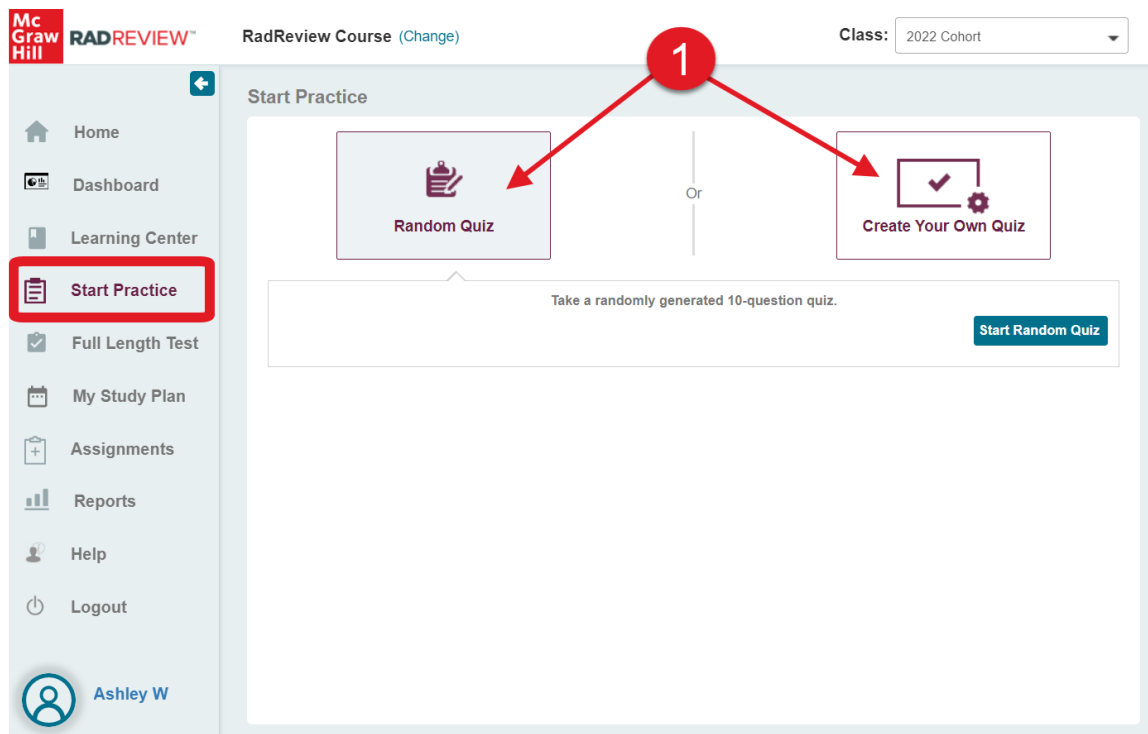 Mc
Graw
Hill
RADREVIEW™
RadReview Course (Change)
Class:
2022 Cohort
1
Start Practice
Home
Dashboard
Learning Center
Start Practice
Full Length Test
My Study Plan
Assignments
Reports
Help
Logout
Ashley W
Random Quiz
Or
Create Your Own Quiz
Take a randomly generated 10-question quiz.
Start Random Quiz